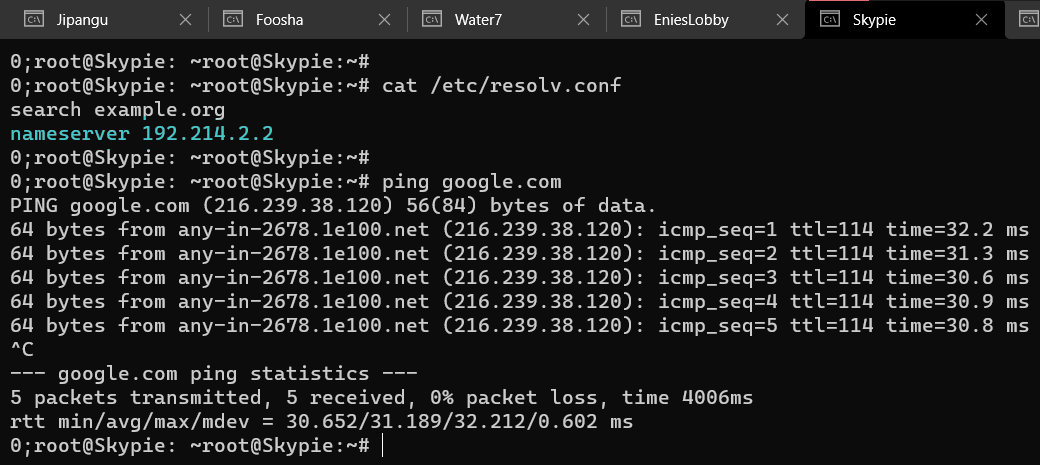 Jipangu
Foosha
Water7
EniesLobby
Skypie
0;root@Skypie: ~root@Skypie:~#
0;root@Skypie: ~root@Skypie:~# cat /etc/resolv.conf
search example.org
nameserver 192.214.2.2
0;root@Skypie: ~root@Skypie:~#
0;root@Skypie: ~root@Skypie:~# ping google.com
PING google.com (216.239.38.120) 56(84) bytes of data.
64 bytes from any-in-2678.1e100.net (216.239.38.120): icmp_seq=1 ttl=114 time=32.2 ms
64 bytes from any-in-2678.1e100.net (216.239.38.120): icmp_seq=2 ttl=114 time=31.3 ms
64 bytes from any-in-2678.1e100.net (216.239.38.120): icmp_seq=3 ttl=114 time=30.6 ms
64 bytes from any-in-2678.1e100.net (216.239.38.120): icmp_seq=4 ttl=114 time=30.9 ms
64 bytes from any-in-2678.1e100.net (216.239.38.120): icmp_seq=5 ttl=114 time=30.8 ms
^C
--- google.com ping statistics ---
5 packets transmitted, 5 received, 0% packet loss, time 4006ms
rtt min/avg/max/mdev = 30.652/31.189/32.212/0.602 ms
0;root@Skypie: ~root@Skypie:~#